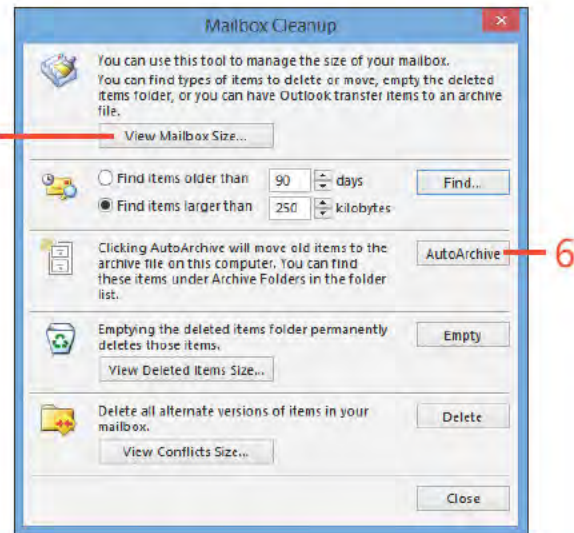 Mailbox Cleanup
You can use this tool to manage the size of your mailbox.
You can find types of items to delete or move, empty the deleted
items folder, or you can have Outlook transfer items to an archive
file.
View Mailbox Size...
Find items older than 90 days Find...
Find items larger than 250 kilobytes
Clicking AutoArchive will move old items to the AutoArchive 6
archive file on this computer. You can find
these items under Archive Folders in the folder
list.
Emptying the deleted items folder permanently Empty
deletes those items.
View Deleted Items Size...
Delete all alternate versions of items in your Delete
mailbox.
View Conflicts Size...
Close